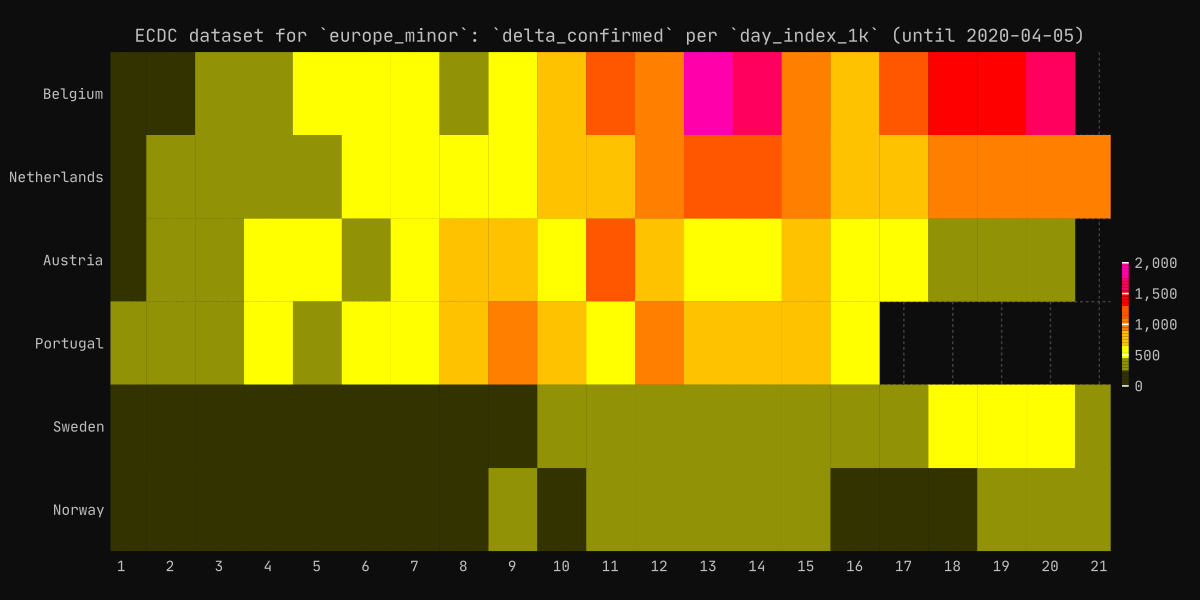 ECDC dataset for `europe_minor`: `delta_confirmed` per `day_index_1k` (until 2020-04-05)
Belgium
Netherlands
Austria
Portugal
Sweden
Norway
2,000
1,500
1,000
500
0
1 2 3 4 5 6 7 8 9 10 11 12 13 14 15 16 17 18 19 20 21